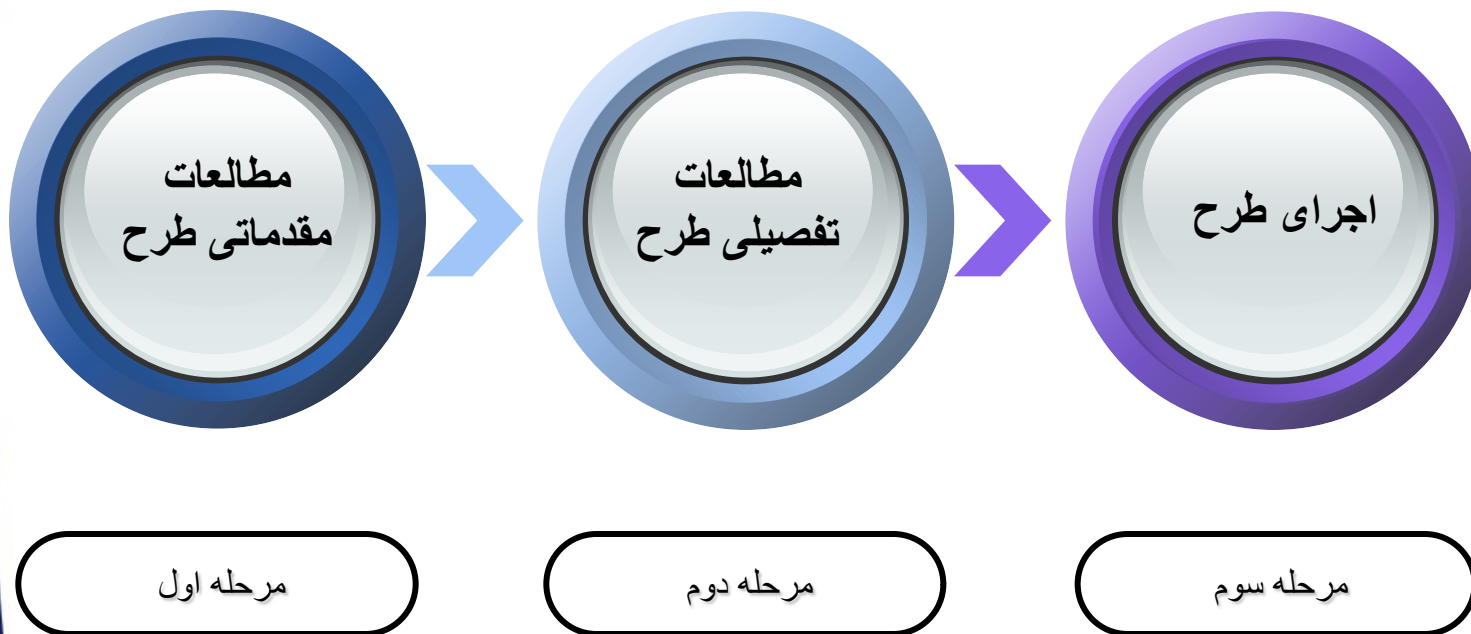 مطالعات
مقدماتی طرح
مطالعات
تفصیلی طرح
اجرای طرح
مرحله اول
مرحله دوم
مرحله سوم